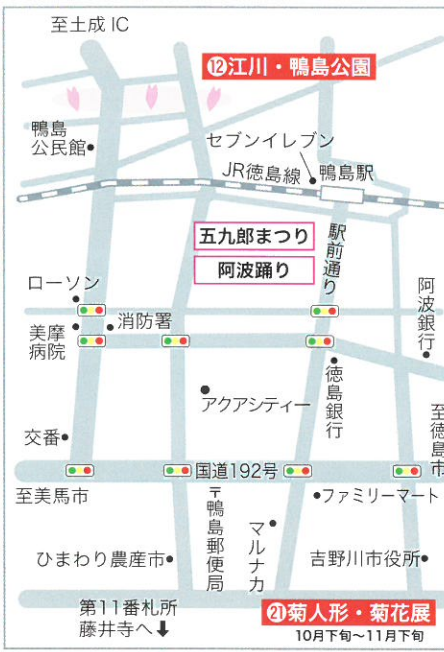 至土成 IC
⑫江川・鴨島公園
鴨島
公民館
セブンイレブン
JR徳島線
鴨島駅
五九郎まつり
阿波踊り
駅前通り
ローソン
消防署
美摩
病院
阿波銀行
徳島銀行
アクアシティー
至徳島市
交番
国道192号
至美馬市
〒鴨島郵便局
ファミリーマート
マルナカ
ひまわり農産市
吉野川市役所
第11番札所
藤井寺へ⬇
㉑菊人形・菊花展
10月下旬～11月下旬